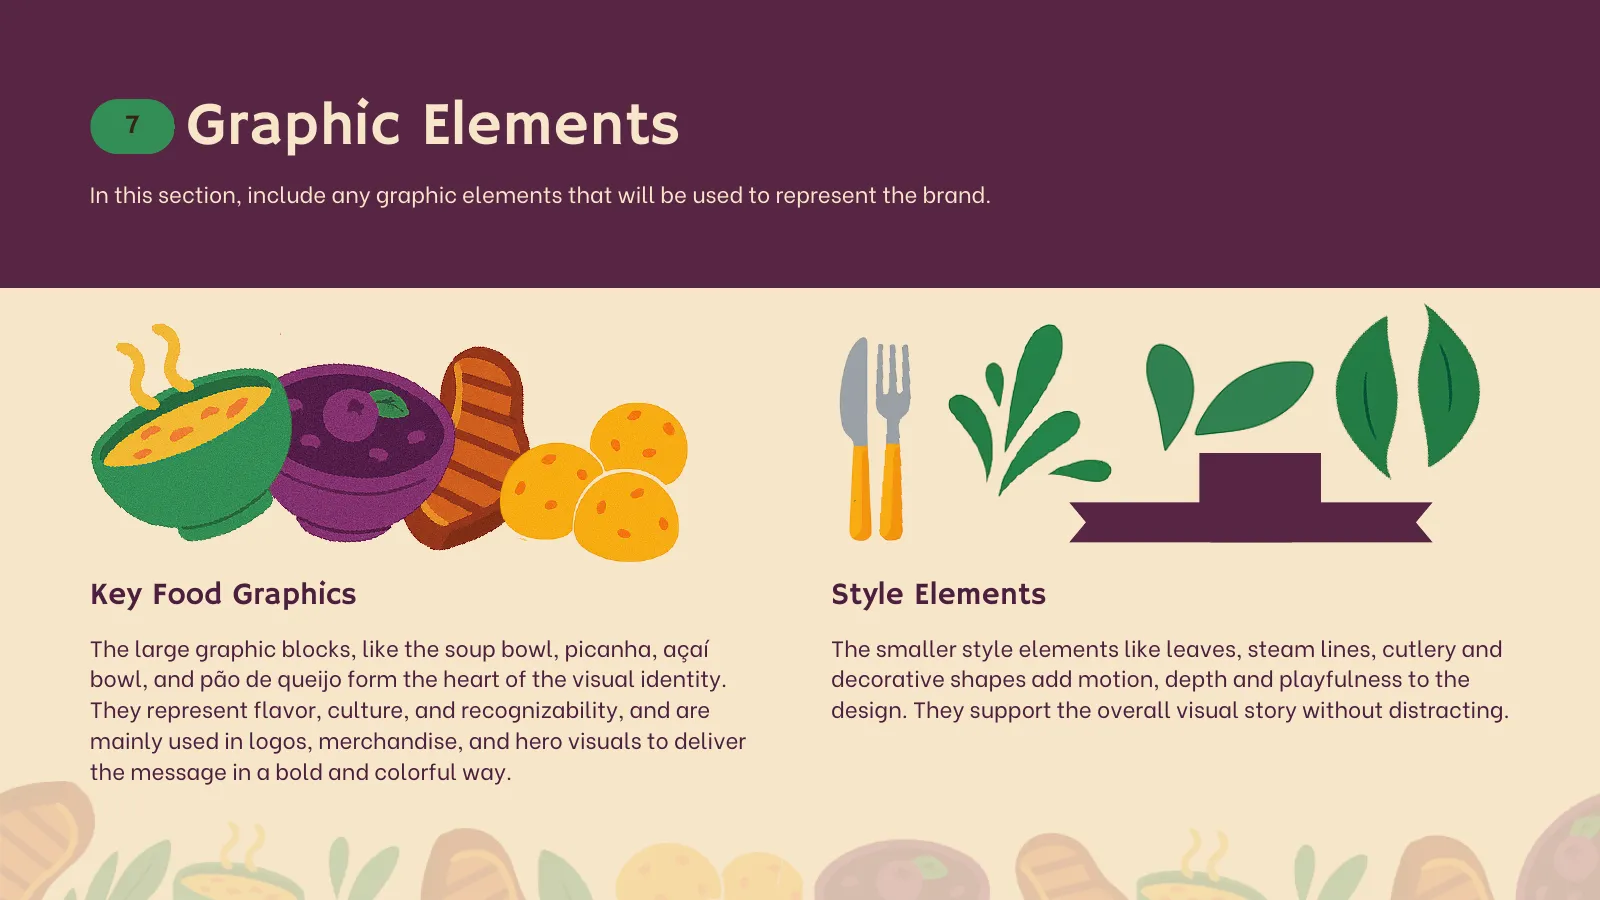 7 Graphic Elements
In this section, include any graphic elements that will be used to represent the brand.
Key Food Graphics
The large graphic blocks, like the soup bowl, picanha, açaí
bowl, and pão de queijo form the heart of the visual identity.
They represent flavor, culture, and recognizability, and are
mainly used in logos, merchandise, and hero visuals to deliver
the message in a bold and colorful way.
Style Elements
The smaller style elements like leaves, steam lines, cutlery and
decorative shapes add motion, depth and playfulness to the
design. They support the overall visual story without distracting.